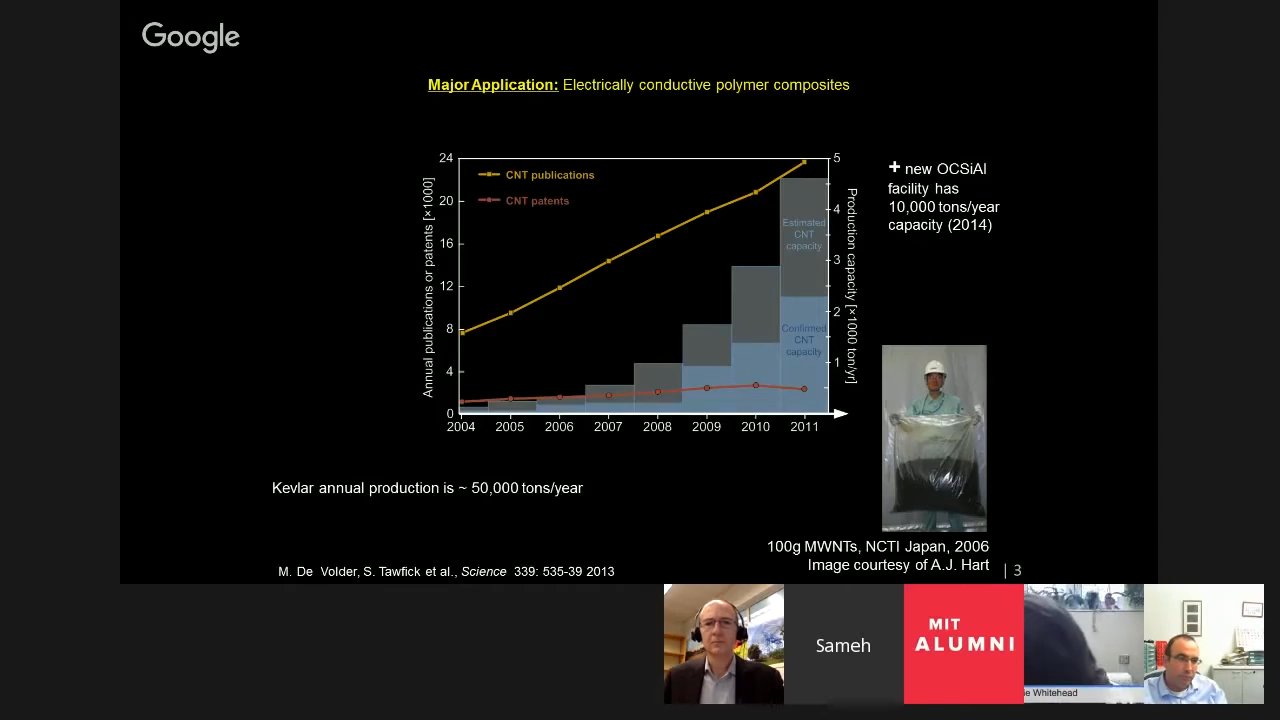 Google
Major Application: Electrically conductive polymer composites
24
20
16
12
8
4
0
Annual publications or patents [×1000]
CNT publications
CNT patents
Estimated
CNT
capacity
Confirmed
CNT
capacity
5
4
3
2
1
Production capacity [×1000 ton/yr]
2004 2005 2006 2007 2008 2009 2010 2011
+ new OCSiAl
facility has
10,000 tons/year
capacity (2014)
Kevlar annual production is ~ 50,000 tons/year
100g MWNTs, NCTI Japan, 2006
Image courtesy of A.J. Hart
M. De Volder, S. Tawfick et al., Science 339: 535-39 2013
| 3
Sameh
MIT
ALUMNI
Whitehead